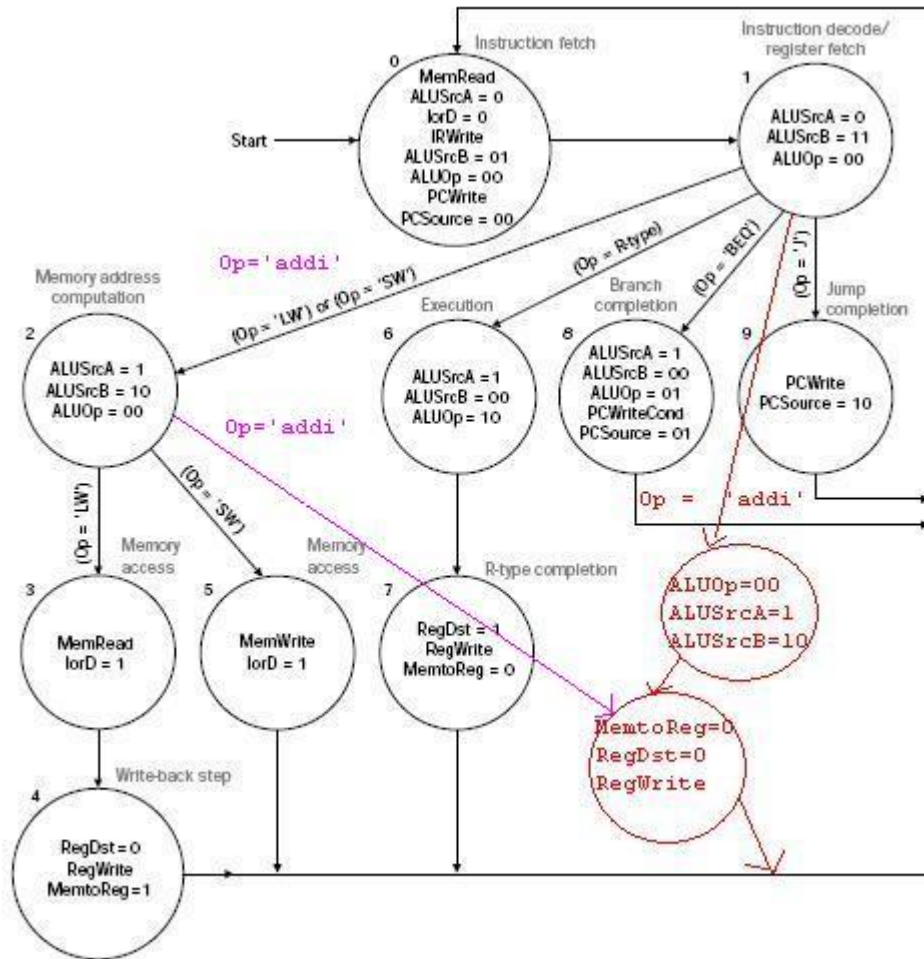 Instruction fetch
0
MemRead
ALUSrcA = 0
IorD = 0
IRWrite
ALUSrcB = 01
ALUOp = 00
PCWrite
PCSource = 00
Start
Instruction decode/
register fetch
1
ALUSrcA = 0
ALUSrcB = 11
ALUOp = 00
Op='addi'
(Op = 'LW') or (Op = 'SW')
(Op = R-type)
(Op = 'BEQ')
(Op = 'J')
Memory address
computation
2
ALUSrcA = 1
ALUSrcB = 10
ALUOp = 00
Execution
6
ALUSrcA =1
ALUSrcB = 00
ALUOp = 10
Branch
completion
8
ALUSrcA = 1
ALUSrcB = 00
ALUOp = 01
PCWriteCond
PCSource = 01
Jump
completion
9
PCWrite
PCSource = 10
Op='addi'
Op = 'addi'
(Op = 'LW')
(Op = 'SW')
Memory
access
3
MemRead
IorD = 1
Memory
access
5
MemWrite
IorD = 1
R-type completion
7
RegDst = 1
RegWrite
MemtoReg = 0
ALUOp=00
ALUSrcA=1
ALUSrcB=10
MemtoReg=0
RegDst=0
RegWrite
Write-back step
4
RegDst=0
RegWrite
MemtoReg=1